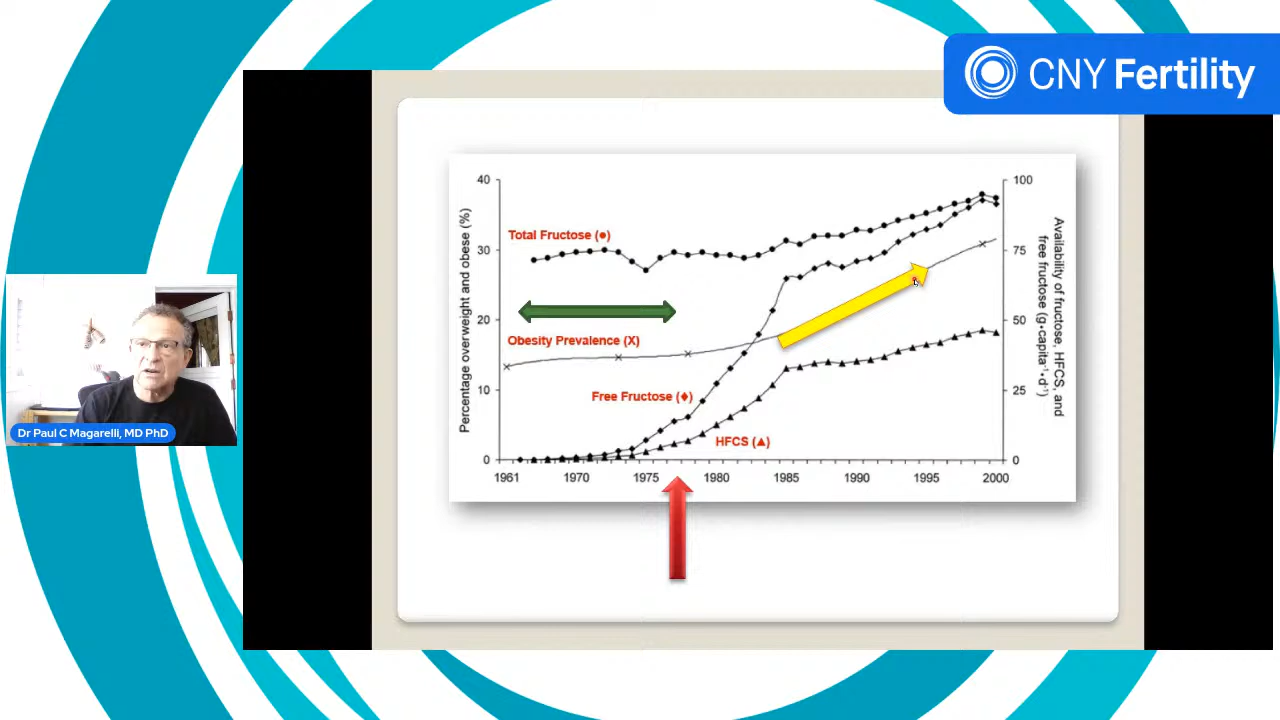 CNY Fertility
40
30
20
10
0
Percentage overweight and obese (%)
Total Fructose (●)
Obesity Prevalence (X)
Free Fructose (♦)
HFCS (▲)
100
75
50
25
0
Availability of fructose, HFCS, and
free fructose (g•capita⁻¹•d⁻¹)
1961 1970 1975 1980 1985 1990 1995 2000
Dr Paul C Magarelli, MD PhD